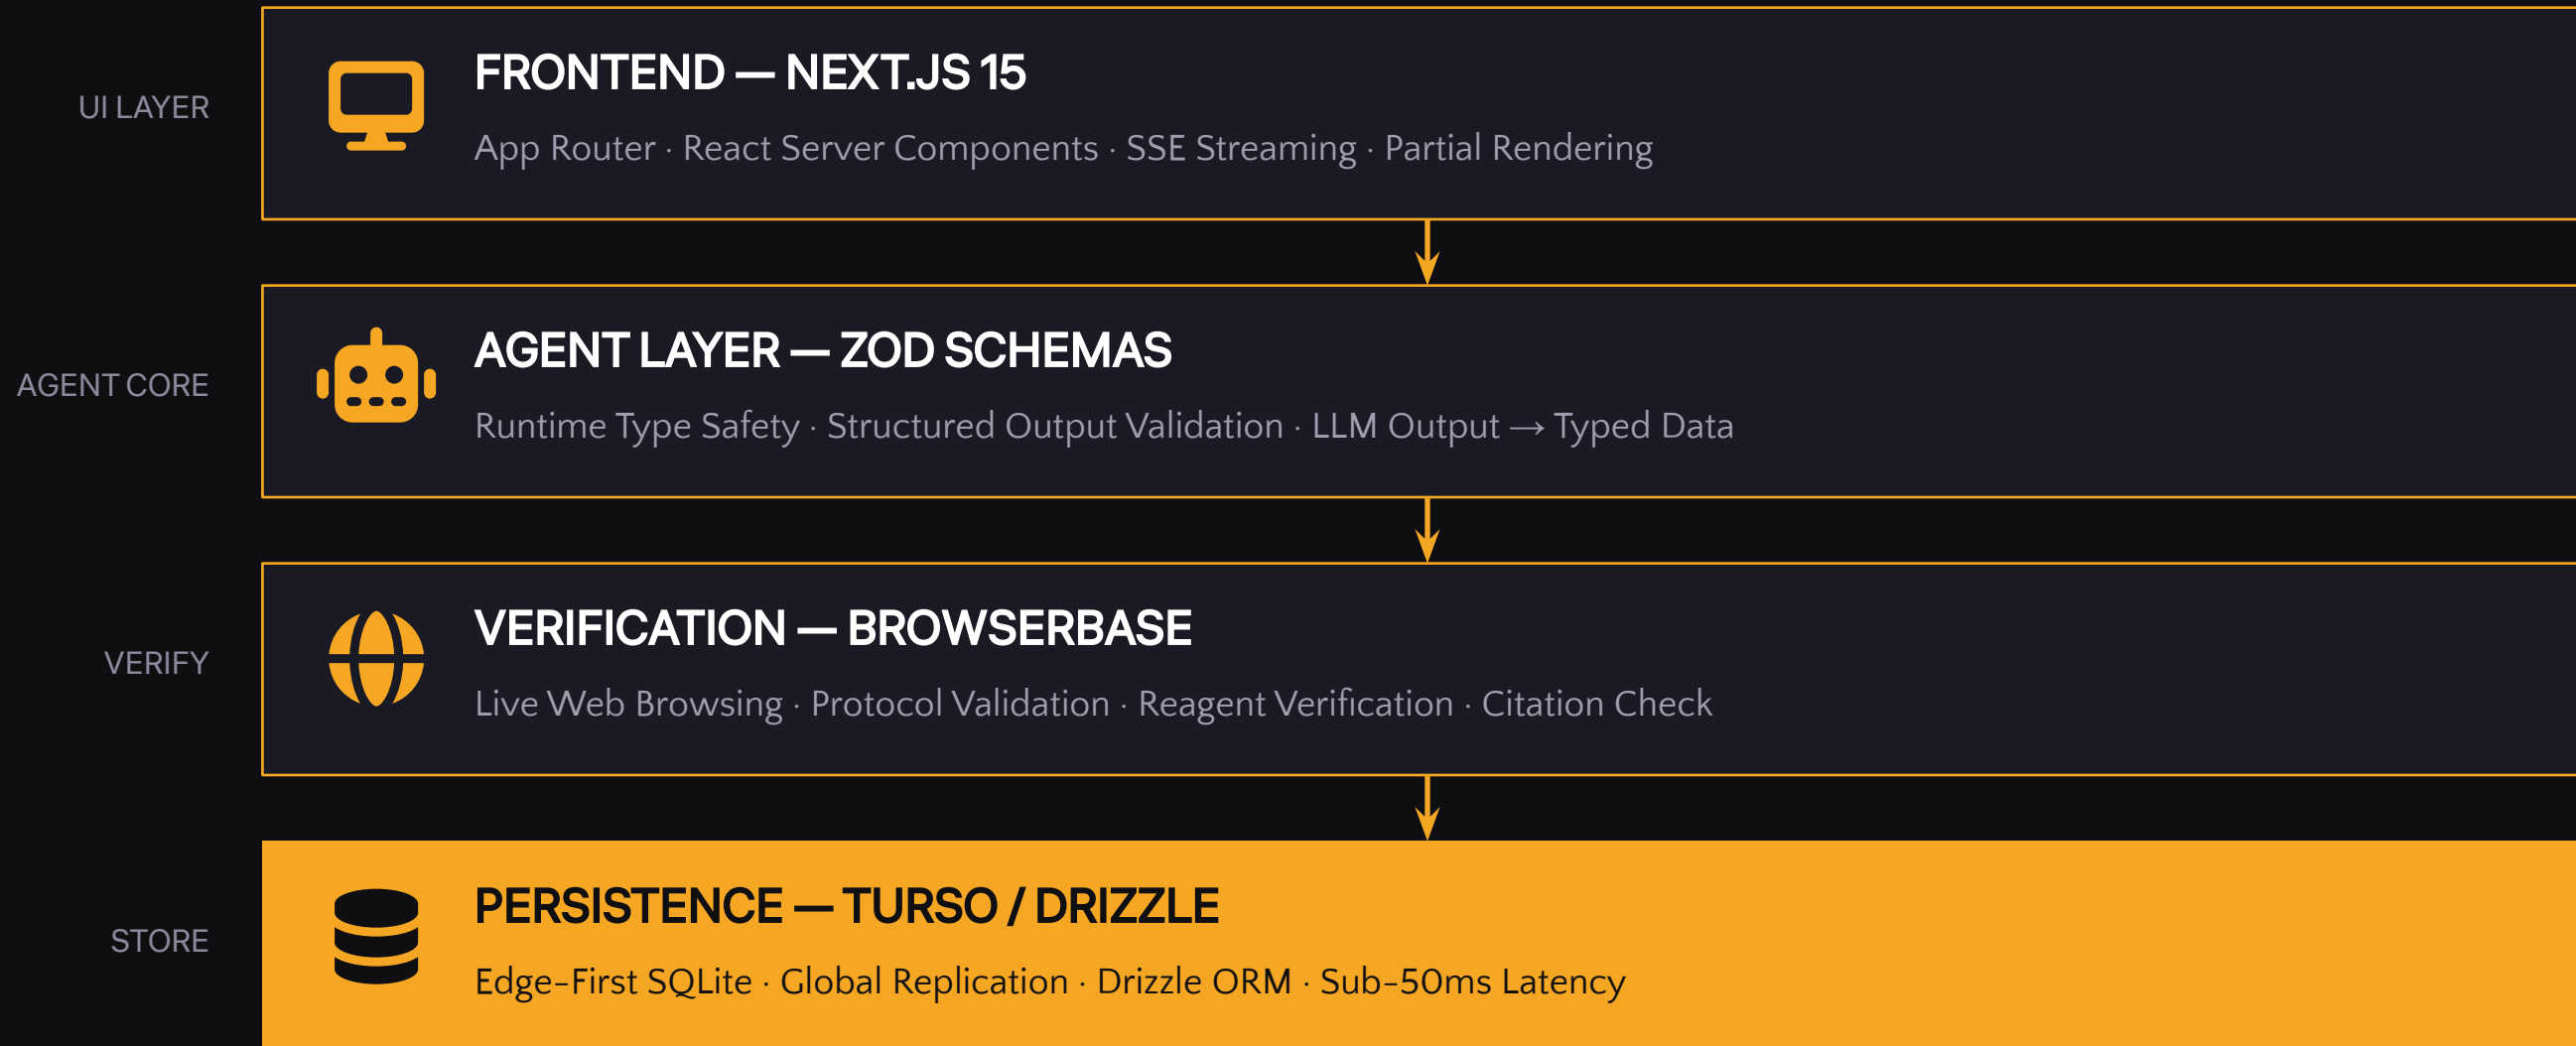 UI LAYER
FRONTEND — NEXT.JS 15
App Router · React Server Components · SSE Streaming · Partial Rendering
AGENT CORE
AGENT LAYER — ZOD SCHEMAS
Runtime Type Safety · Structured Output Validation · LLM Output → Typed Data
VERIFY
VERIFICATION — BROWSERBASE
Live Web Browsing · Protocol Validation · Reagent Verification · Citation Check
STORE
PERSISTENCE — TURSO / DRIZZLE
Edge-First SQLite · Global Replication · Drizzle ORM · Sub-50ms Latency